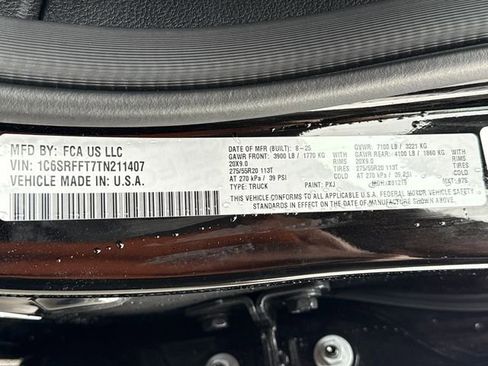 MFD BY: FCA US LLC
VIN: 1C6SRFFT7TN211407
VEHICLE MADE IN: U.S.A.
DATE OF MFR (BUILT): 8-25 GVWR: 7100 LB / 3221 KG
GAWR FRONT: 3900 LB / 1770 KG GAWR REAR: 4100 LB / 1860 KG
20X9.0 20X9.0
275/55R20 113T TIRES 275/55R20 113T TIRES
AT 270 kPa / 39 PSI COLD AT 270 kPa / 39 PSI COLD
TYPE: TRUCK PAINT: PXJ
THIS VEHICLE CONFORMS TO ALL APPLICABLE U.S.A. FEDERAL MOTOR VEHICLE SAFETY
STANDARDS IN EFFECT ON THE DATE OF MANUFACTURE SHOWN ABOVE.